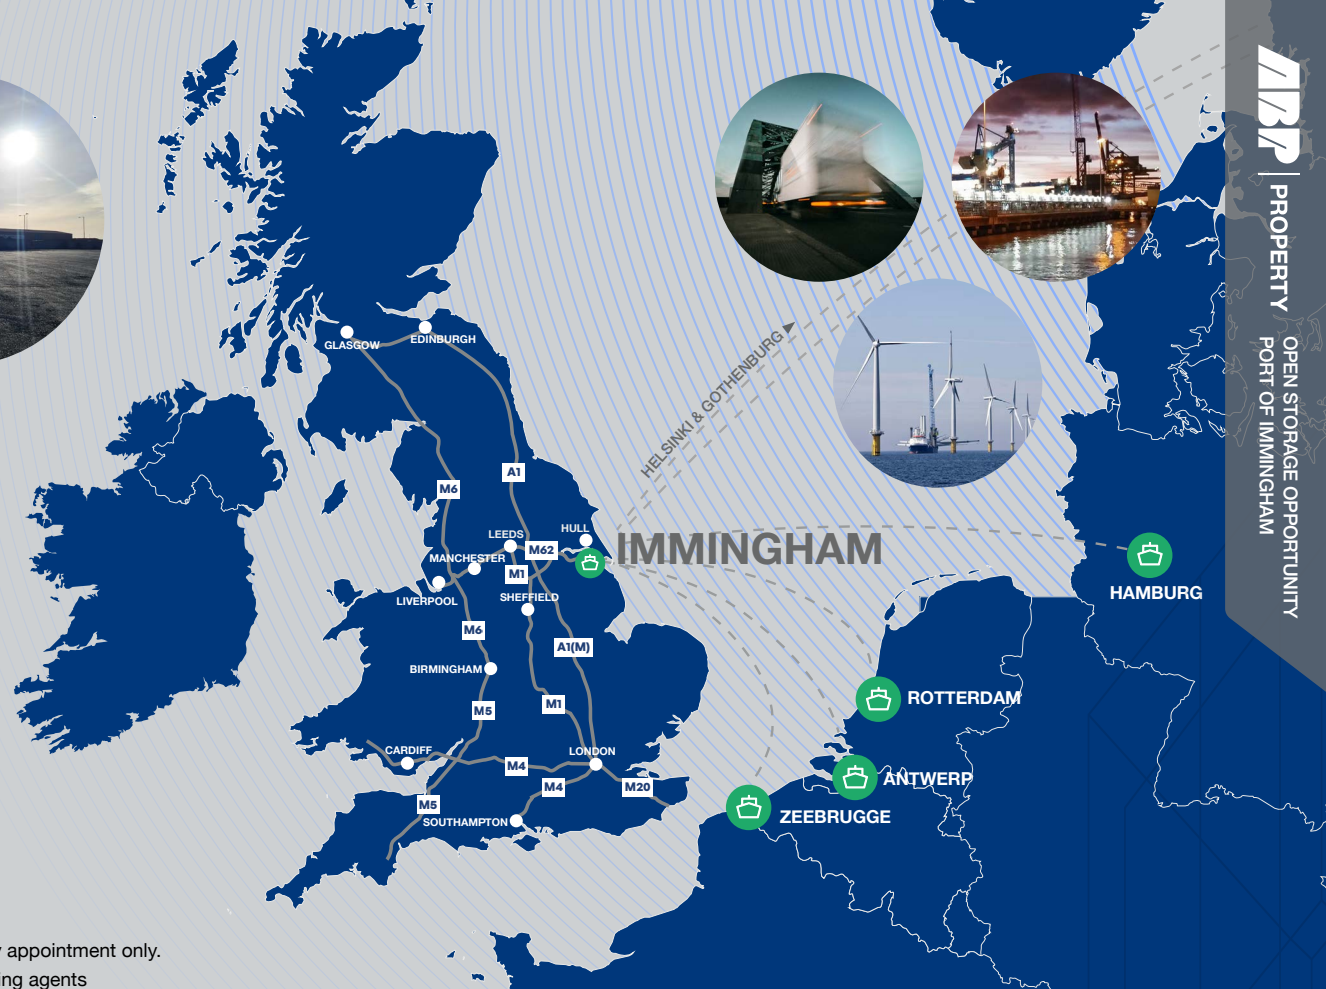 GLASGOW
EDINBURGH
HELSINKI & GOTHENBURG
A1
M6
HULL
LEEDS
M62
IMMINGHAM
MANCHESTER
M1
LIVERPOOL
SHEFFIELD
HAMBURG
M6
A1(M)
BIRMINGHAM
M5
M1
ROTTERDAM
CARDIFF
LONDON
M4
M4
M20
ANTWERP
M5
SOUTHAMPTON
ZEEBRUGGE
appointment only.
agents
ABP
PROPERTY
OPEN STORAGE OPPORTUNITY
PORT OF IMMINGHAM